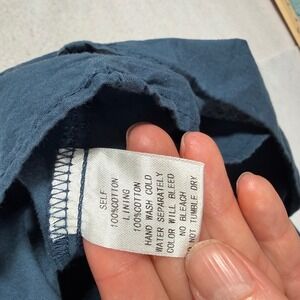 SELF
100%COTTON
LINING
100%COTTON
HAND WASH COLD
WATER SEPARATELY
COLOR WILL BLEED
NO BLEACH
NOT TUMBLE DRY